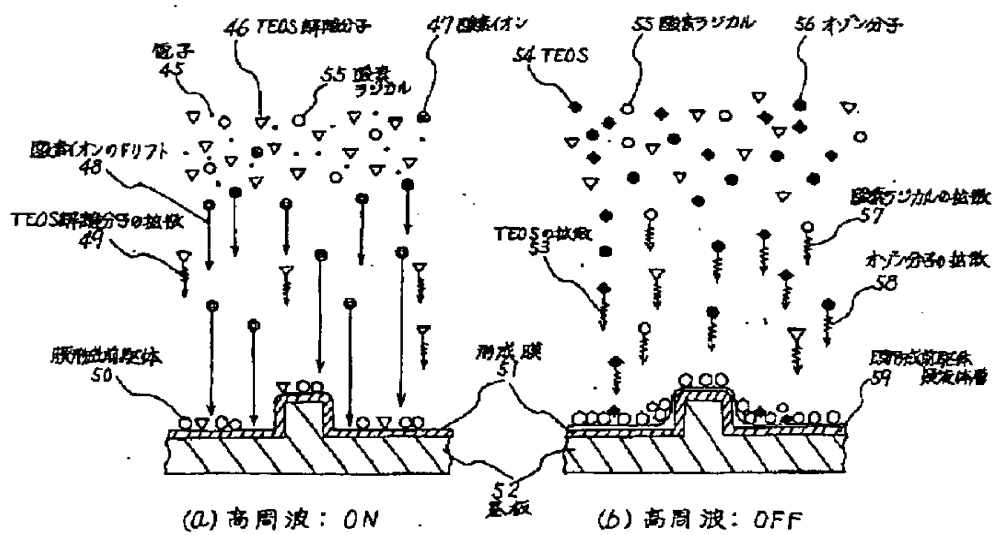 電子
45
46 TEOS解離分子
47 酸素イオン
55 酸素
ラジカル
酸素イオンのドリフト
48
TEOS解離分子の拡散
49
膜形成前駆体
50
(a) 高周波: ON
54 TEOS
55 酸素ラジカル
56 オゾン分子
酸素ラジカルの拡散
57
TEOSの拡散
53
オゾン分子の拡散
58
形成膜
51
膜形成前駆体
59
52
基板
(b) 高周波: OFF